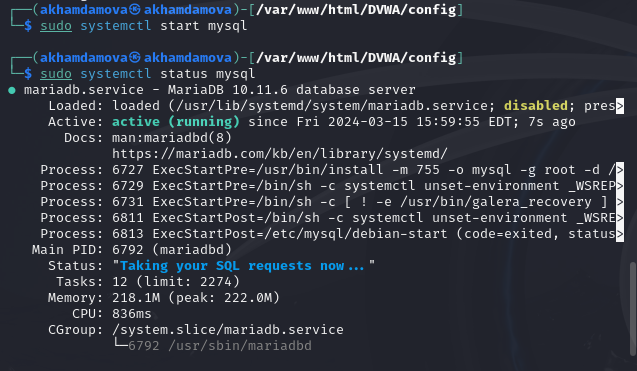 ┌──(akhamdamova㉿akhamdamova)-[/var/www/html/DVWA/config]
└─$ sudo systemctl start mysql
┌──(akhamdamova㉿akhamdamova)-[/var/www/html/DVWA/config]
└─$ sudo systemctl status mysql
● mariadb.service - MariaDB 10.11.6 database server
Loaded: loaded (/usr/lib/systemd/system/mariadb.service; disabled; pres>
Active: active (running) since Fri 2024-03-15 15:59:55 EDT; 7s ago
Docs: man:mariadbd(8)
https://mariadb.com/kb/en/library/systemd/
Process: 6727 ExecStartPre=/usr/bin/install -m 755 -o mysql -g root -d />
Process: 6729 ExecStartPre=/bin/sh -c systemctl unset-environment _WSREP>
Process: 6731 ExecStartPre=/bin/sh -c [ ! -e /usr/bin/galera_recovery ] >
Process: 6811 ExecStartPost=/bin/sh -c systemctl unset-environment _WSRE>
Process: 6813 ExecStartPost=/etc/mysql/debian-start (code=exited, status>
Main PID: 6792 (mariadbd)
Status: "Taking your SQL requests now..."
Tasks: 12 (limit: 2274)
Memory: 218.1M (peak: 222.0M)
CPU: 836ms
CGroup: /system.slice/mariadb.service
└─6792 /usr/sbin/mariadbd